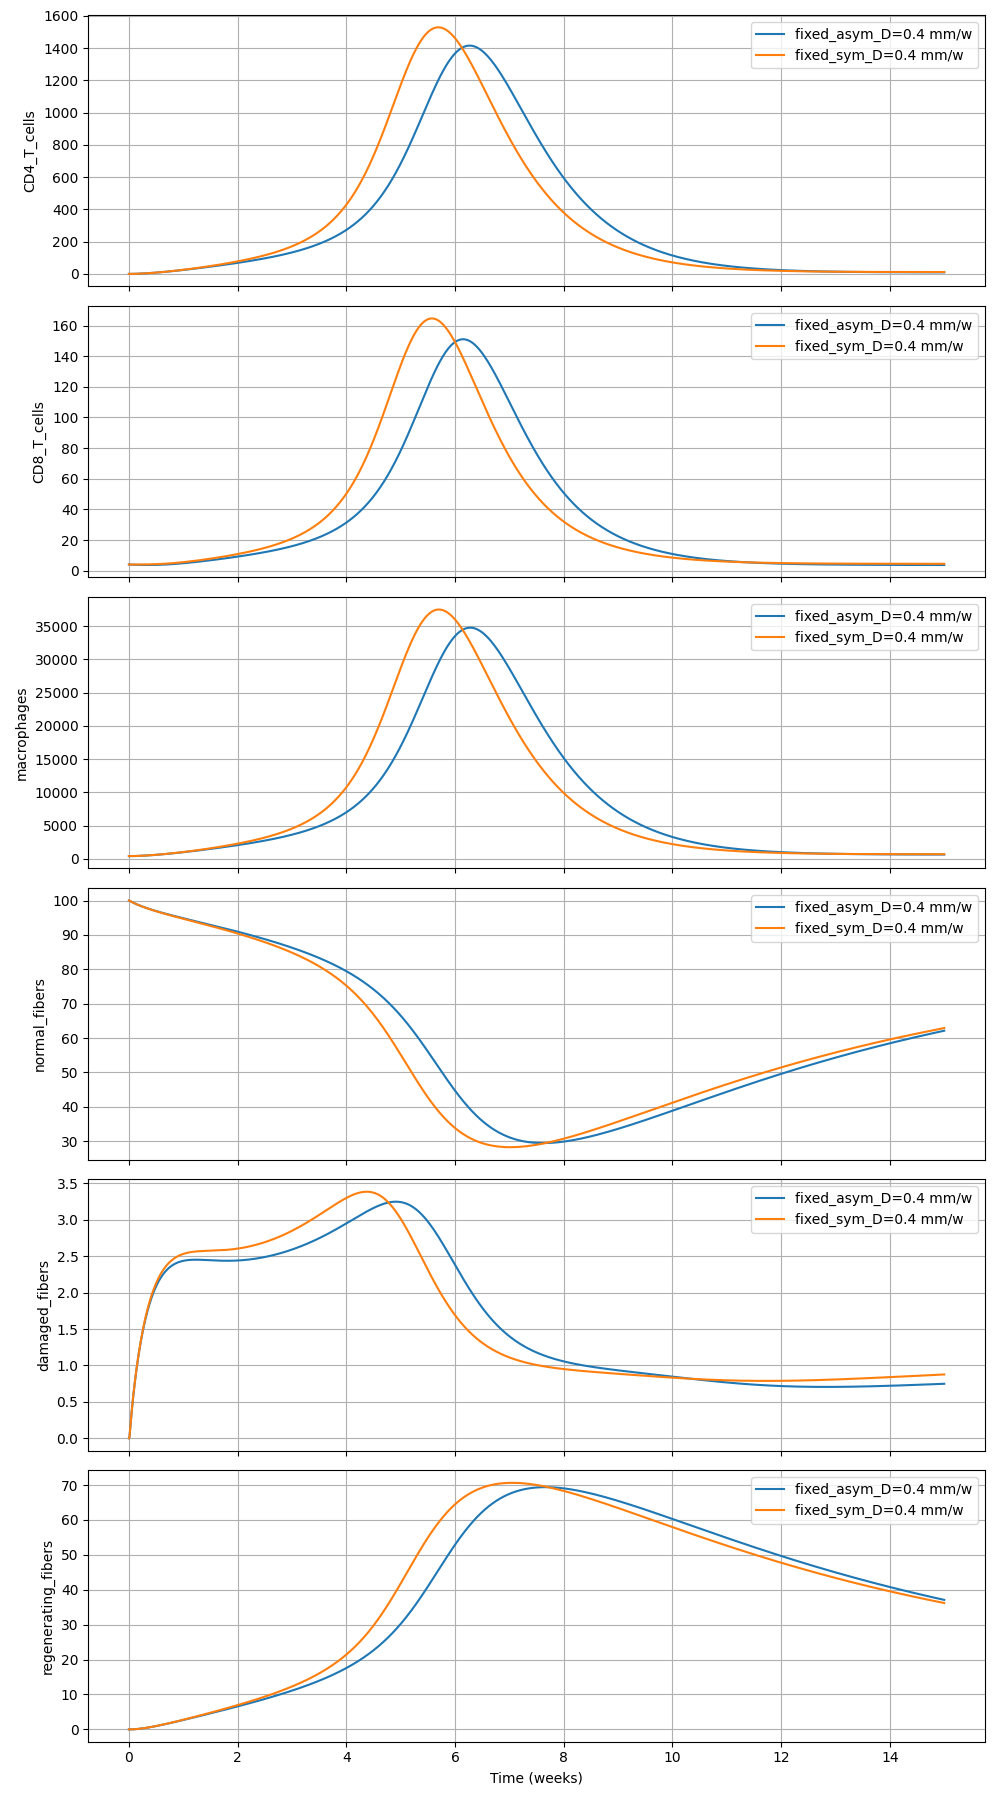 1600
1400
1200
1000
800
600
400
200
0
CD4_T_cells
fixed_asym_D=0.4 mm/w
fixed_sym_D=0.4 mm/w
160
140
120
100
80
60
40
20
0
CD8_T_cells
fixed_asym_D=0.4 mm/w
fixed_sym_D=0.4 mm/w
35000
30000
25000
20000
15000
10000
5000
0
macrophages
fixed_asym_D=0.4 mm/w
fixed_sym_D=0.4 mm/w
100
90
80
70
60
50
40
30
normal_fibers
fixed_asym_D=0.4 mm/w
fixed_sym_D=0.4 mm/w
3.5
3.0
2.5
2.0
1.5
1.0
0.5
0.0
damaged_fibers
fixed_asym_D=0.4 mm/w
fixed_sym_D=0.4 mm/w
70
60
50
40
30
20
10
0
regenerating_fibers
fixed_asym_D=0.4 mm/w
fixed_sym_D=0.4 mm/w
0 2 4 6 8 10 12 14
Time (weeks)